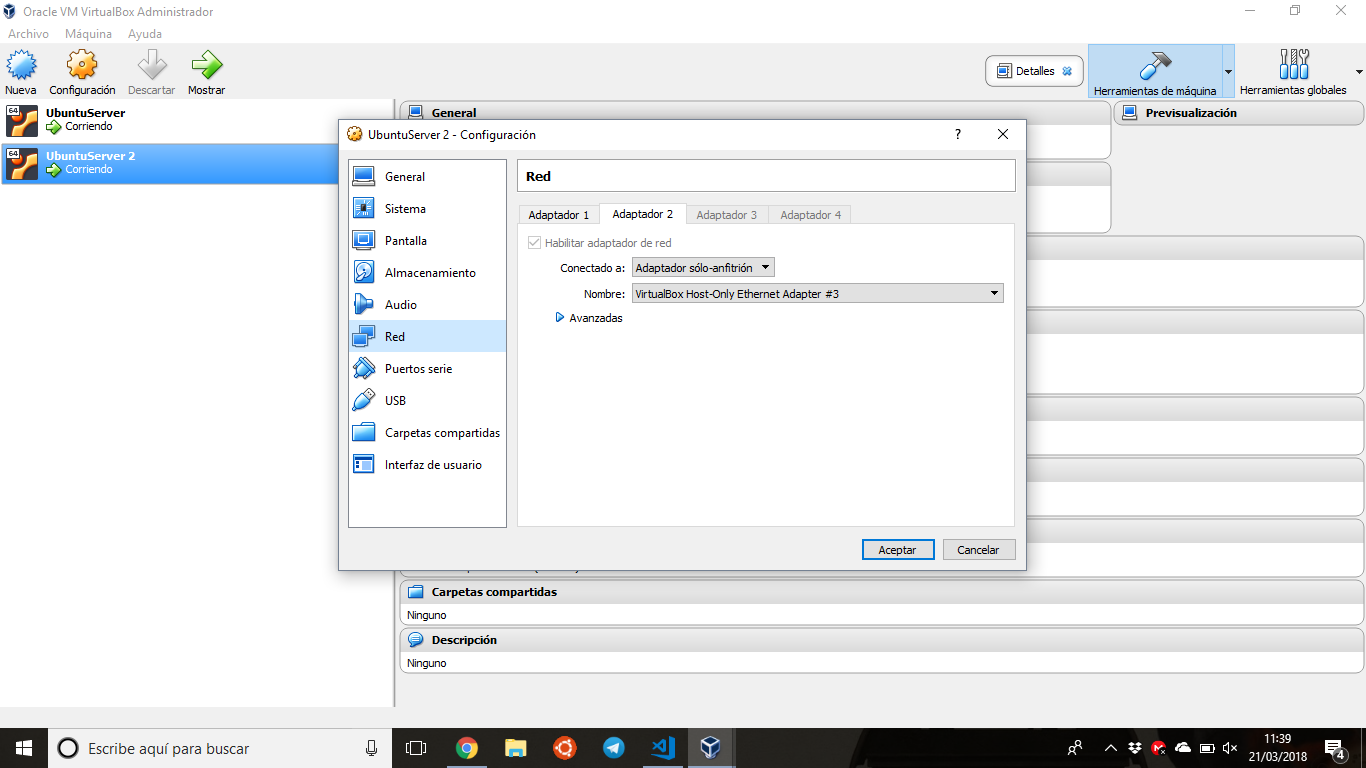 Oracle VM VirtualBox Administrador
Archivo Máquina Ayuda
Nueva Configuración Descartar Mostrar
Detalles
Herramientas de máquina
Herramientas globales
64 UbuntuServer
Corriendo
64 UbuntuServer 2
Corriendo
General
Previsualización
UbuntuServer 2 - Configuración
?
General
Sistema
Pantalla
Almacenamiento
Audio
Red
Puertos serie
USB
Carpetas compartidas
Interfaz de usuario
Red
Adaptador 1 Adaptador 2 Adaptador 3 Adaptador 4
Habilitar adaptador de red
Conectado a: Adaptador sólo-anfitrión
Nombre: VirtualBox Host-Only Ethernet Adapter #3
Avanzadas
Aceptar Cancelar
Carpetas compartidas
Ninguno
Descripción
Ninguno
Escribe aquí para buscar
11:39
21/03/2018
4